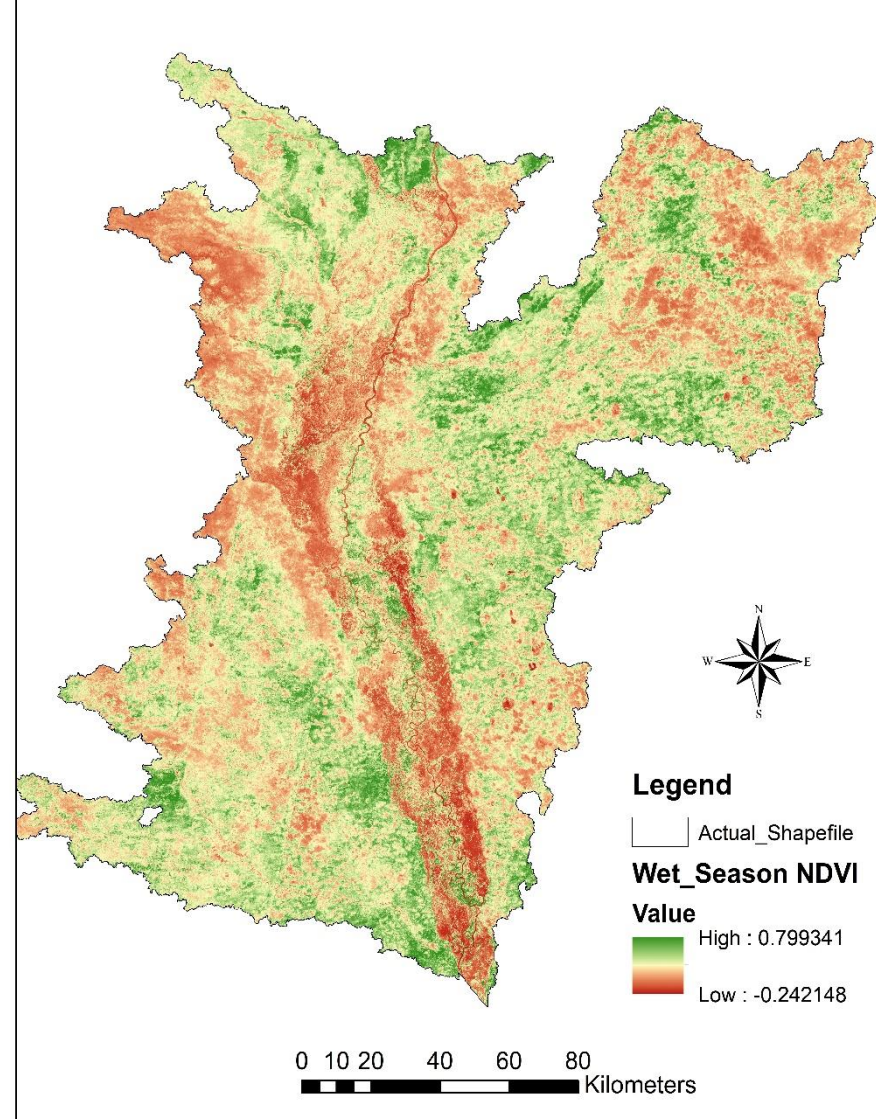 N
W E
S
Legend
Actual_Shapefile
Wet_Season NDVI
Value
High : 0.799341
Low : -0.242148
0 10 20 40 60 80
Kilometers